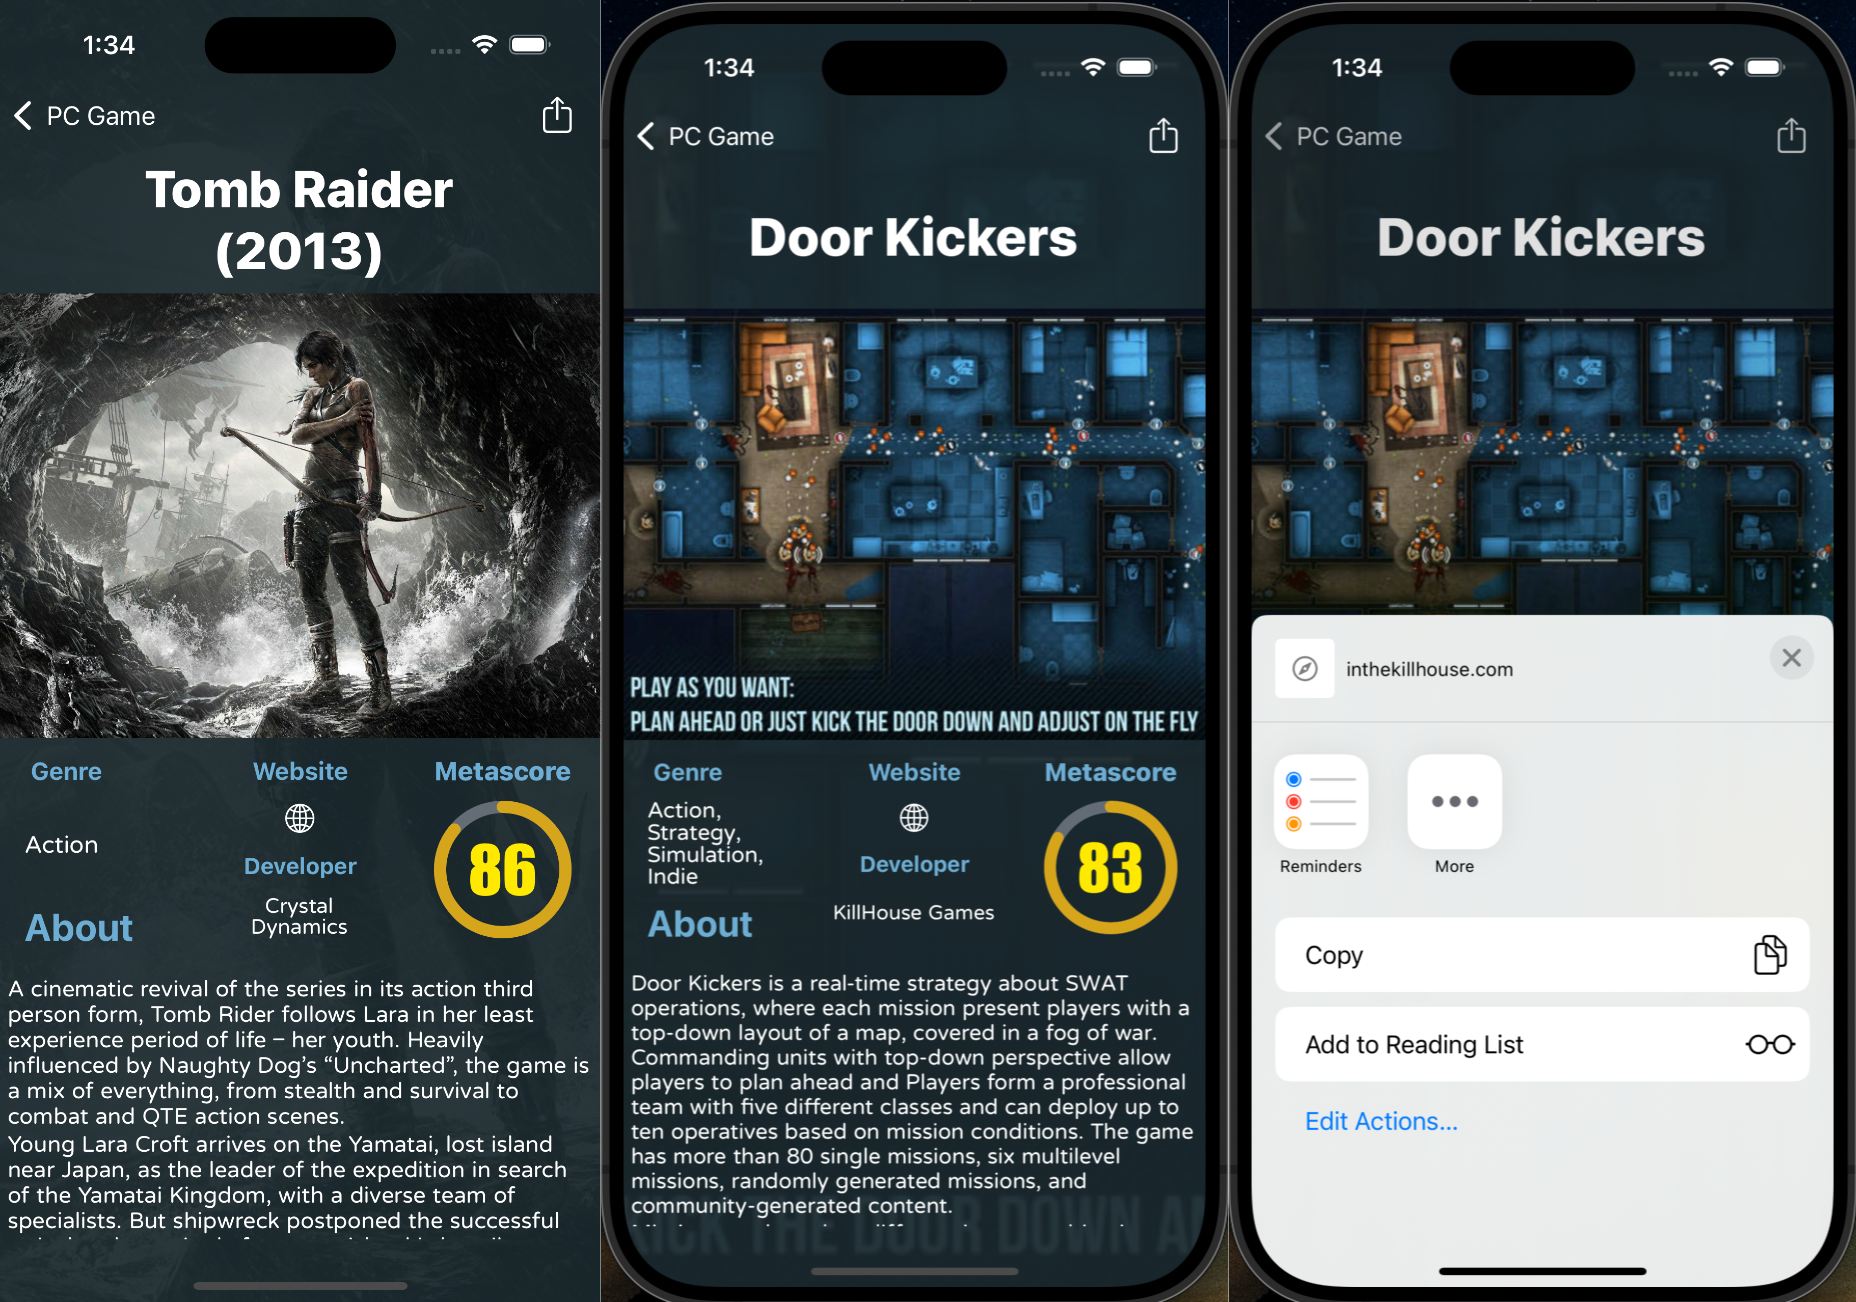 1:34
PC Game
Tomb Raider
(2013)
Genre
Website
Metascore
Action
Developer
86
Crystal
Dynamics
About
A cinematic revival of the series in its action third
person form, Tomb Rider follows Lara in her least
experience period of life – her youth. Heavily
influenced by Naughty Dog's “Uncharted”, the game is
a mix of everything, from stealth and survival to
combat and QTE action scenes.
Young Lara Croft arrives on the Yamatai, lost island
near Japan, as the leader of the expedition in search
of the Yamatai Kingdom, with a diverse team of
specialists. But shipwreck postponed the successful
1:34
PC Game
Door Kickers
PLAY AS YOU WANT:
PLAN AHEAD OR JUST KICK THE DOOR DOWN AND ADJUST ON THE FLY
Genre
Website
Metascore
Action,
Strategy,
Simulation,
Indie
Developer
83
KillHouse Games
About
Door Kickers is a real-time strategy about SWAT
operations, where each mission present players with a
top-down layout of a map, covered in a fog of war.
Commanding units with top-down perspective allow
players to plan ahead and Players form a professional
team with five different classes and can deploy up to
ten operatives based on mission conditions. The game
has more than 80 single missions, six multilevel
missions, randomly generated missions, and
community-generated content.
KICK THE DOOR DOWN
1:34
PC Game
Door Kickers
inthekillhouse.com
Reminders
More
Copy
Add to Reading List
Edit Actions...